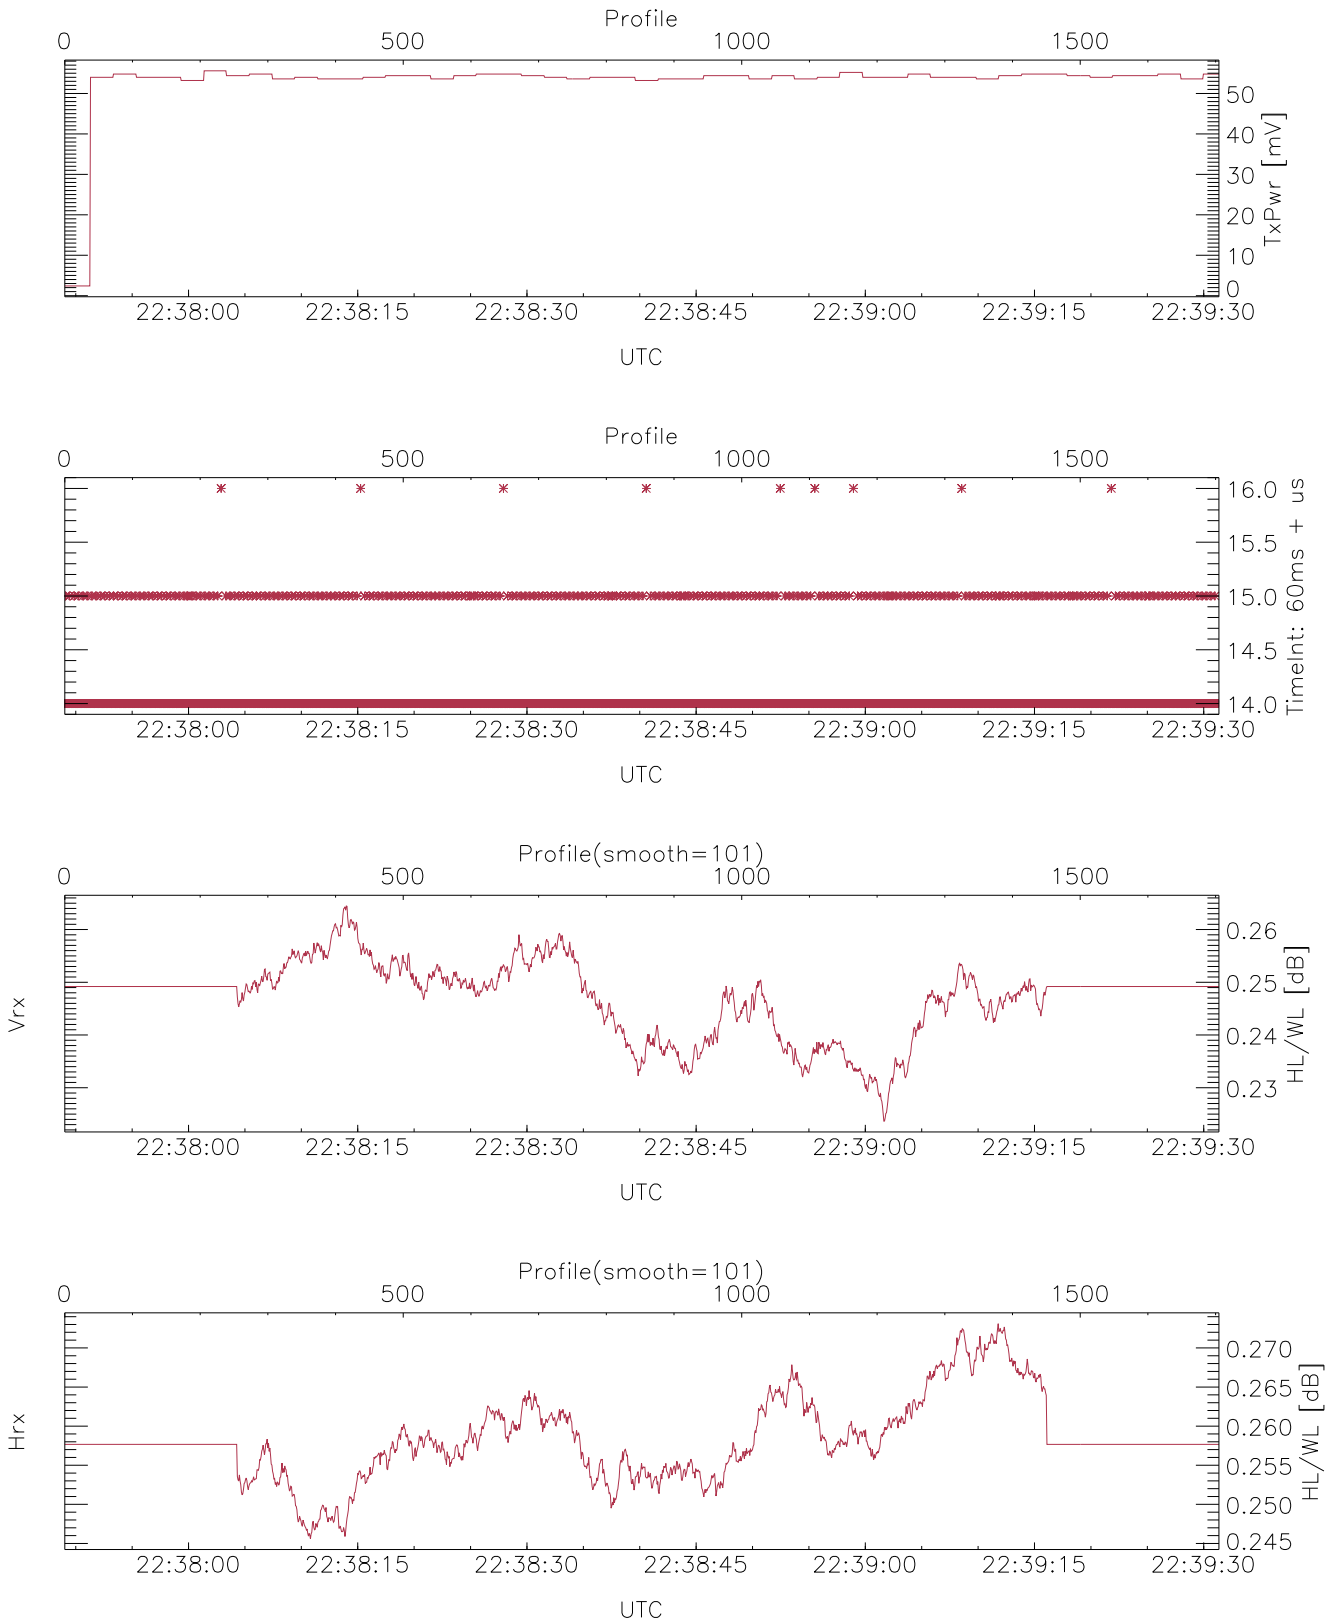 Profile
0 500 1000 1500
50
40
30
20
10
0
TxPwr [mV]
22:38:00 22:38:15 22:38:30 22:38:45 22:39:00 22:39:15 22:39:30
UTC
Profile
0 500 1000 1500
16.0
15.5
15.0
14.5
14.0
TimeInt: 60ms + us
22:38:00 22:38:15 22:38:30 22:38:45 22:39:00 22:39:15 22:39:30
UTC
Profile(smooth=101)
0 500 1000 1500
Vrx
0.26
0.25
0.24
0.23
HL/WL [dB]
22:38:00 22:38:15 22:38:30 22:38:45 22:39:00 22:39:15 22:39:30
UTC
Profile(smooth=101)
0 500 1000 1500
Hrx
0.270
0.265
0.260
0.255
0.250
0.245
HL/WL [dB]
22:38:00 22:38:15 22:38:30 22:38:45 22:39:00 22:39:15 22:39:30
UTC